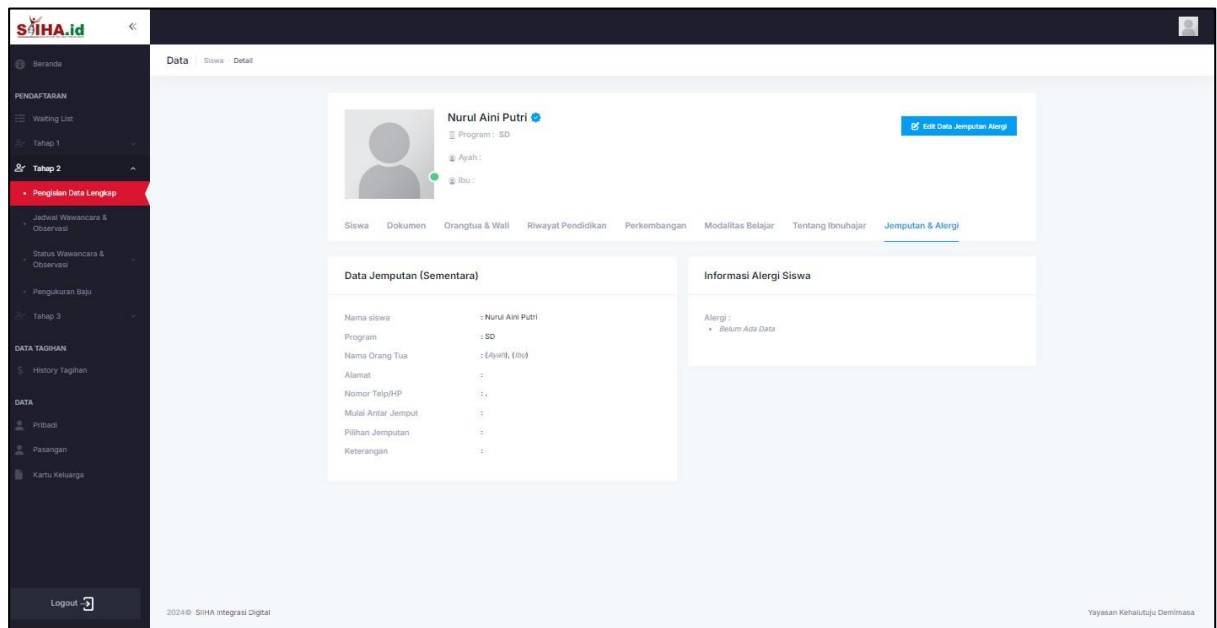 SIIHA.id
Beranda
PENDAFTARAN
Waiting List
Tahap 1
Tahap 2
Pengisian Data Lengkap
Jadwal Wawancara &
Observasi
Status Wawancara &
Observasi
Pengukuran Baju
Tahap 3
DATA TAGIHAN
History Tagihan
DATA
Pribadi
Pasangan
Kartu Keluarga
Logout
Data Siswa - Detail
Nurul Aini Putri
Program : SD
Ayah :
Ibu :
Edit Data Jemputan Alergi
Siswa Dokumen Orangtua & Wali Riwayat Pendidikan Perkembangan Modalitas Belajar Tentang Ibnuhajar Jemputan & Alergi
Data Jemputan (Sementara)
Nama siswa : Nurul Aini Putri
Program : SD
Nama Orang Tua : (Ayah), (Ibu)
Alamat :
Nomor Telp/HP : ,
Mulai Antar Jemput :
Pilihan Jemputan :
Keterangan :
Informasi Alergi Siswa
Alergi :
Belum Ada Data
2024© SIIHA Integrasi Digital
Yayasan Kehalutuju Demimasa